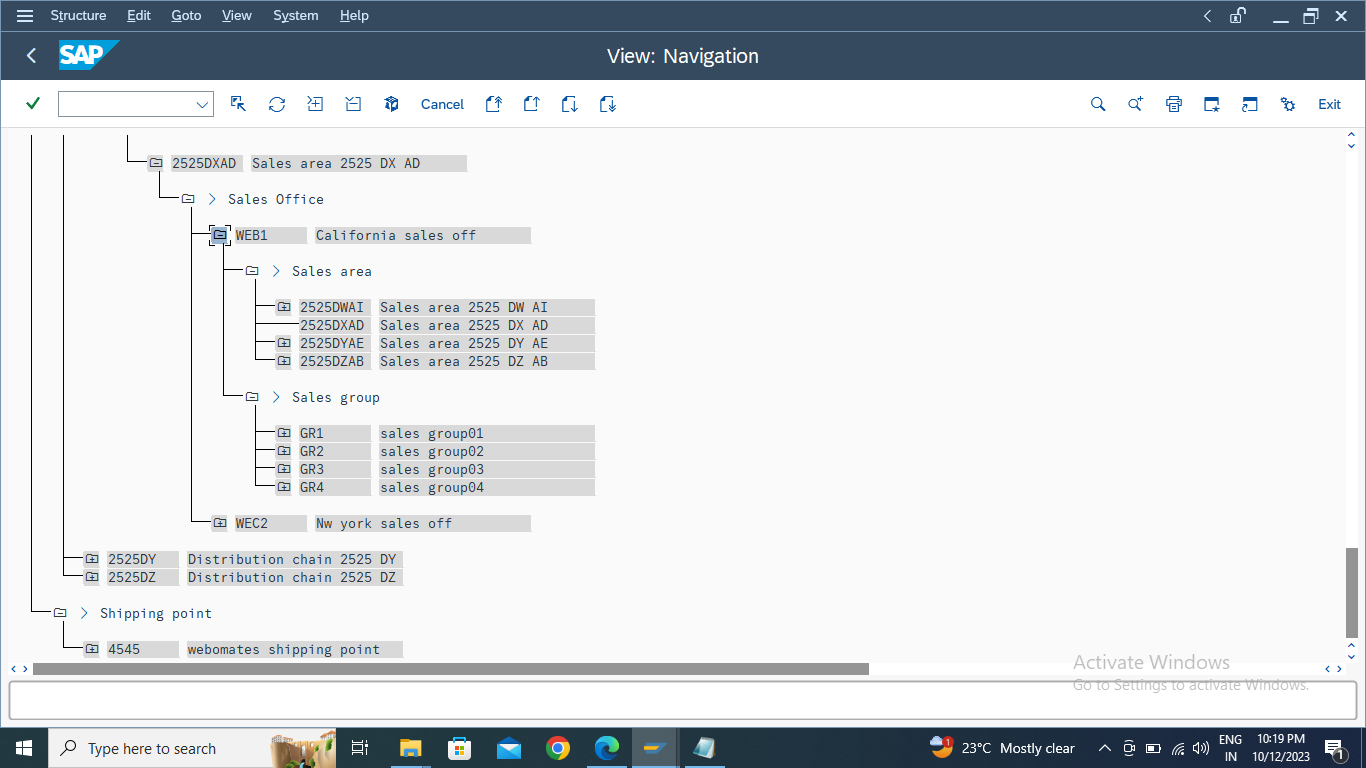 Structure Edit Goto View System Help
SAP View: Navigation
Cancel Exit
2525DXAD Sales area 2525 DX AD
Sales Office
WEB1 California sales off
Sales area
2525DWAI Sales area 2525 DW AI
2525DXAD Sales area 2525 DX AD
2525DYAE Sales area 2525 DY AE
2525DZAB Sales area 2525 DZ AB
Sales group
GR1 sales group01
GR2 sales group02
GR3 sales group03
GR4 sales group04
WEC2 Nw york sales off
2525DY Distribution chain 2525 DY
2525DZ Distribution chain 2525 DZ
Shipping point
4545 webomates shipping point
Activate Windows
Go to Settings to activate Windows.
Type here to search
1
23°C Mostly clear
ENG
IN
10:19 PM
10/12/2023
1